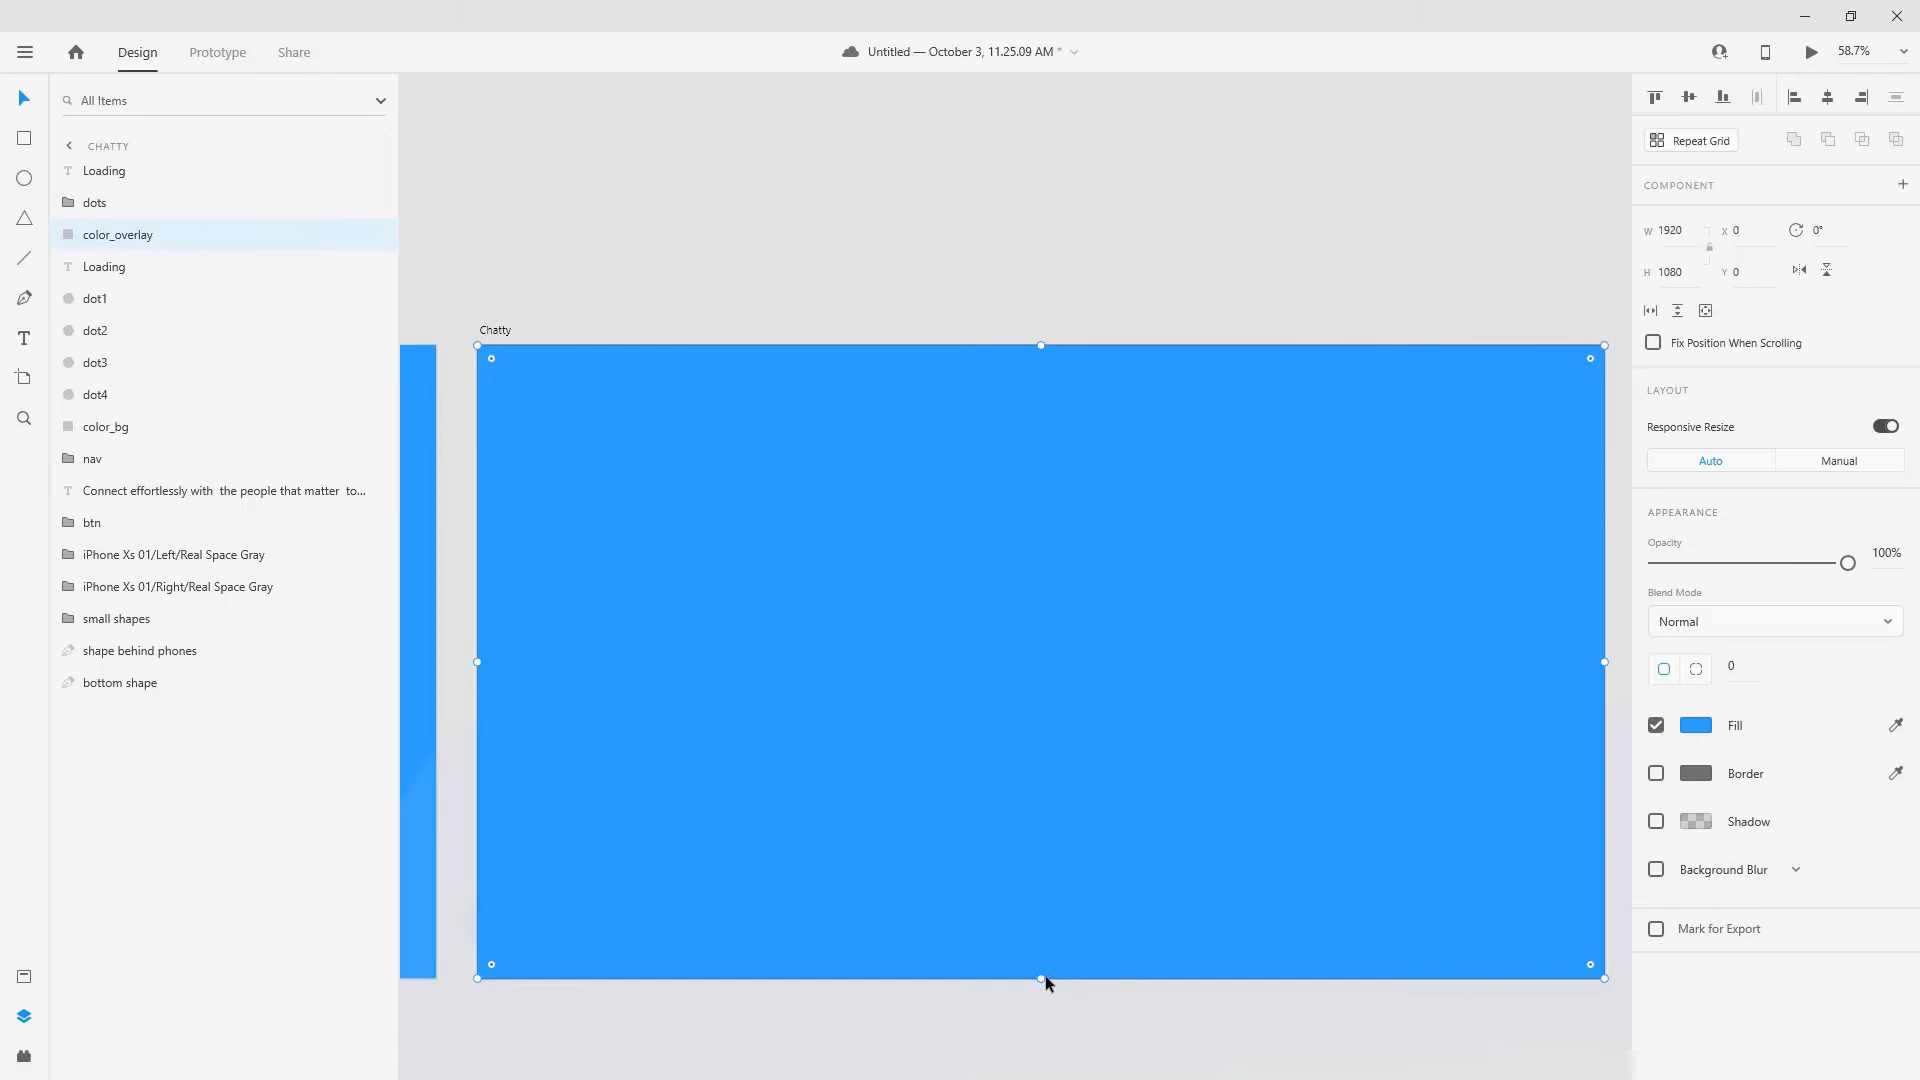 Design
Prototype
Share
Untitled — October 3, 11.25.09 AM *
58.7%
All Items
CHATTY
Loading
dots
color_overlay
Loading
dot1
dot2
dot3
dot4
color_bg
nav
Connect effortlessly with the people that matter to...
btn
iPhone Xs 01/Left/Real Space Gray
iPhone Xs 01/Right/Real Space Gray
small shapes
shape behind phones
bottom shape
Chatty
Repeat Grid
COMPONENT
W 1920 X 0 0°
H 1080 Y 0
Fix Position When Scrolling
LAYOUT
Responsive Resize
Auto Manual
APPEARANCE
Opacity
100%
Blend Mode
Normal
0
Fill
Border
Shadow
Background Blur
Mark for Export